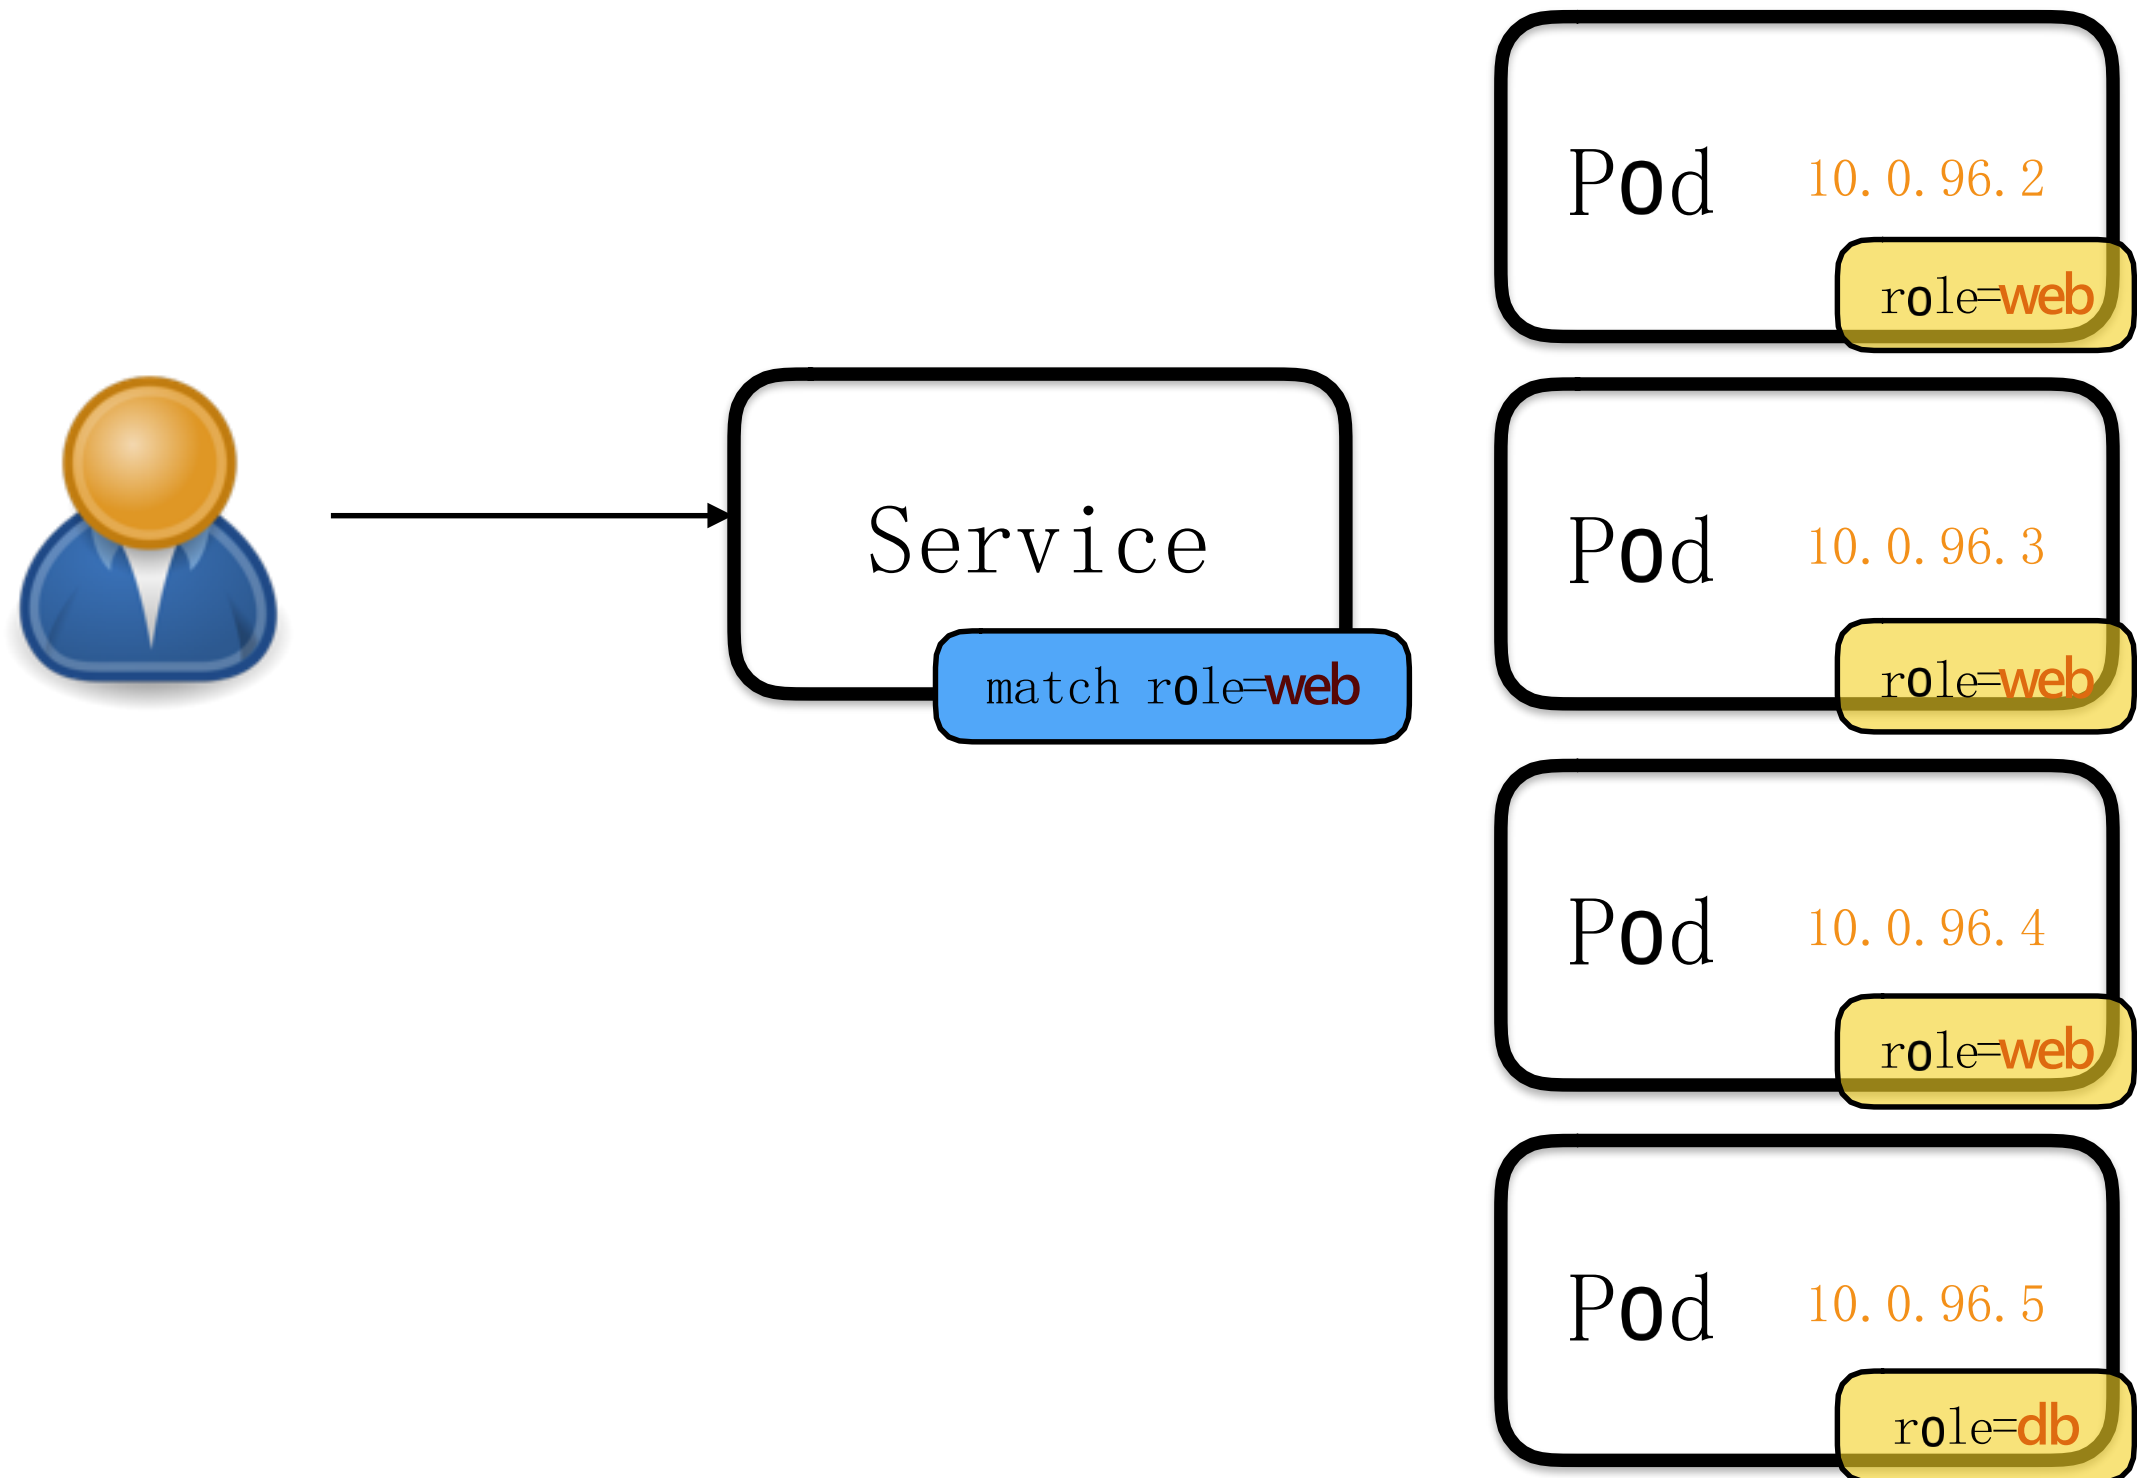 Pod 10.0.96.2
role=web
Service
match role=web
Pod 10.0.96.3
role=web
Pod 10.0.96.4
role=web
Pod 10.0.96.5
role=db